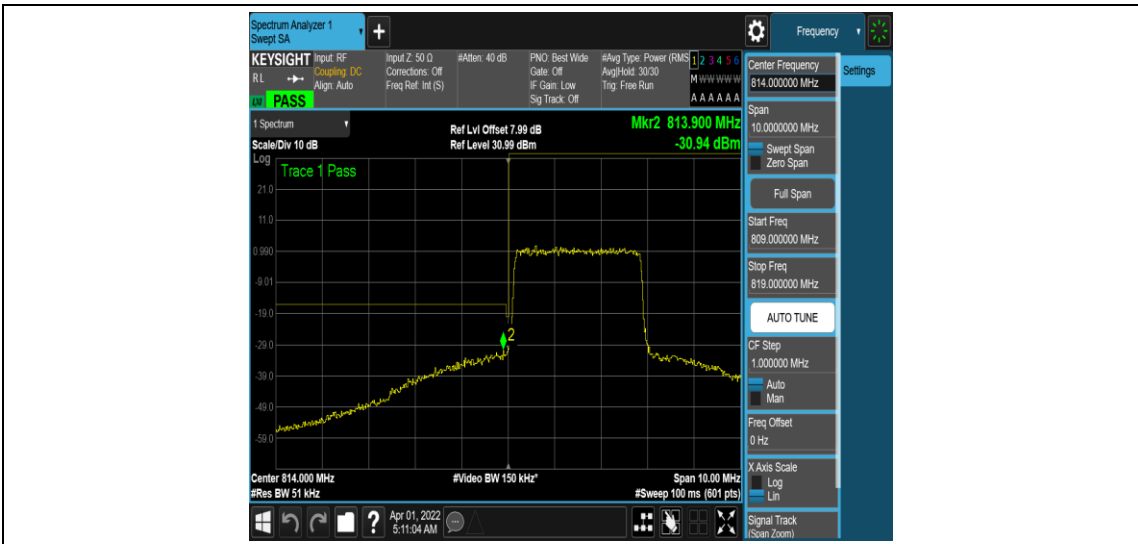 Spectrum Analyzer 1
Swept SA
+
Frequency
KEYSIGHT
RL
LXI PASS
Input: RF
Coupling: DC
Align: Auto
Input Z: 50 Ω
Corrections: Off
Freq Ref: Int (S)
#Atten: 40 dB
PNO: Best Wide
Gate: Off
IF Gain: Low
Sig Track: Off
#Avg Type: Power (RMS
Avg|Hold: 30/30
Trig: Free Run
1 2 3 4 5 6
M W W W W W
A A A A A A
1 Spectrum
Scale/Div 10 dB
Ref Lvl Offset 7.99 dB
Ref Level 30.99 dBm
Mkr2 813.900 MHz
-30.94 dBm
Log
Trace 1 Pass
21.0
11.0
0.990
-9.01
-19.0
-29.0
-39.0
-49.0
-59.0
2
Center 814.000 MHz
#Res BW 51 kHz
#Video BW 150 kHz*
Span 10.00 MHz
#Sweep 100 ms (601 pts)
?
Apr 01, 2022
5:11:04 AM
Center Frequency
814.000000 MHz
Settings
Span
10.0000000 MHz
Swept Span
Zero Span
Full Span
Start Freq
809.000000 MHz
Stop Freq
819.000000 MHz
AUTO TUNE
CF Step
1.000000 MHz
Auto
Man
Freq Offset
0 Hz
X Axis Scale
Log
Lin
Signal Track
(Span Zoom)